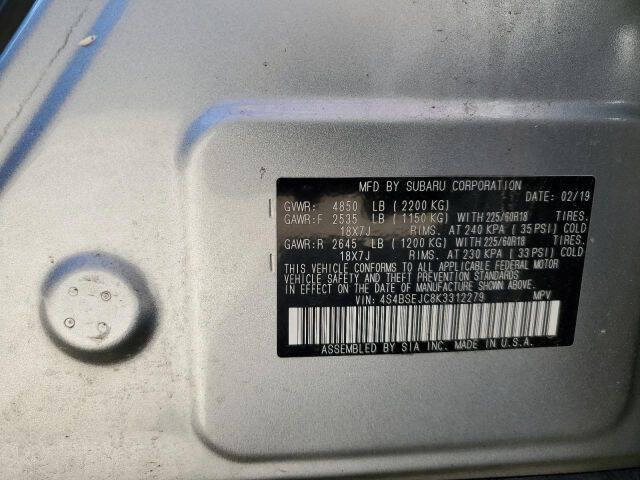 MFD BY SUBARU CORPORATION
DATE: 02/19
GVWR: 4850 LB (2200 KG)
GAWR:F 2535 LB (1150 KG) WITH 225/60R18 TIRES.
18X7J RIMS. AT 240 KPA (35 PSI) COLD
GAWR:R 2645 LB (1200 KG) WITH 225/60R18 TIRES.
18X7J RIMS. AT 230 KPA (33 PSI) COLD
THIS VEHICLE CONFORMS TO ALL APPLICABLE FEDERAL MOTOR
VEHICLE SAFETY, BUMPER, AND THEFT PREVENTION STANDARDS
IN EFFECT ON THE DATE OF MANUFACTURE SHOWN ABOVE.
VIN: 4S4BSEJC8K3312279 MPV
ASSEMBLED BY SIA INC. MADE IN U.S.A.